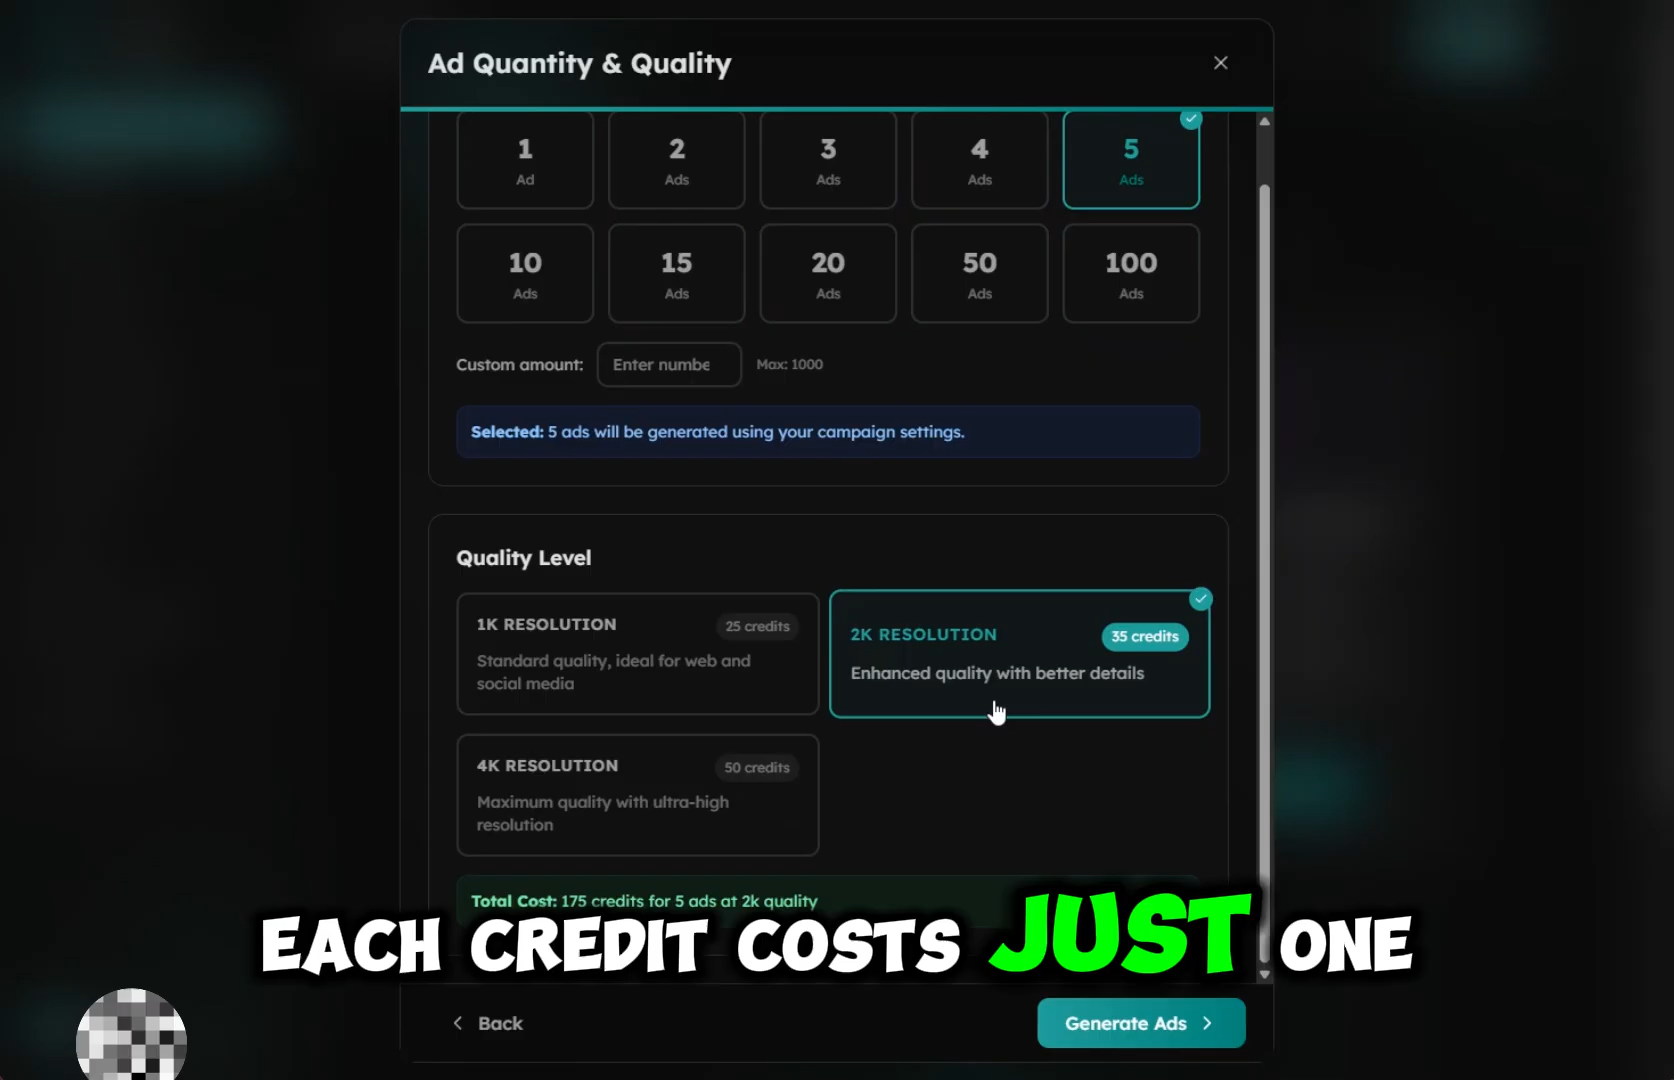 Ad Quantity & Quality
1
Ad
2
Ads
3
Ads
4
Ads
5
Ads
10
Ads
15
Ads
20
Ads
50
Ads
100
Ads
Custom amount:
Enter numbe
Max: 1000
Selected: 5 ads will be generated using your campaign settings.
Quality Level
1K RESOLUTION
25 credits
Standard quality, ideal for web and
social media
2K RESOLUTION
35 credits
Enhanced quality with better details
4K RESOLUTION
50 credits
Maximum quality with ultra-high
resolution
Total Cost: 175 credits for 5 ads at 2k quality
EACH CREDIT COSTS JUST ONE
Back
Generate Ads